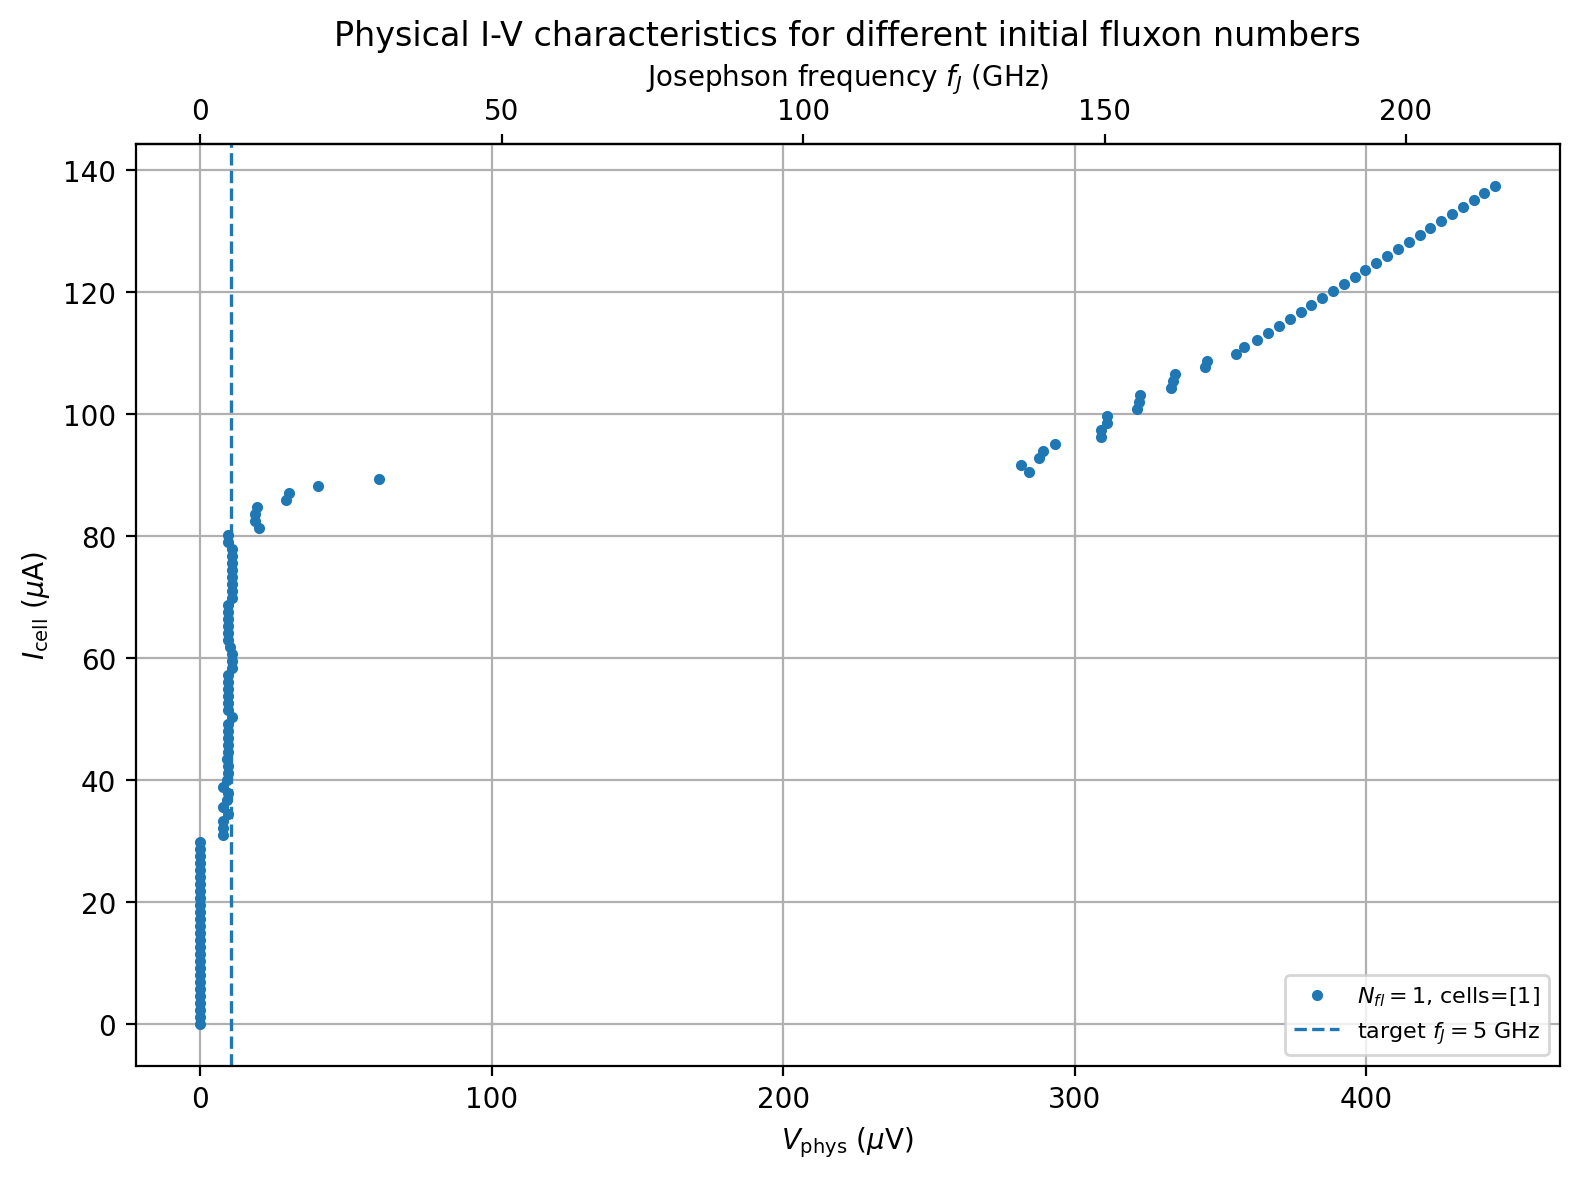 Physical I-V characteristics for different initial fluxon numbers
Josephson frequency f_J (GHz)
0 50 100 150 200
140
120
100
80
60
40
20
0
I_cell (μA)
N_fl = 1, cells=[1]
target f_J = 5 GHz
0 100 200 300 400
V_phys (μV)